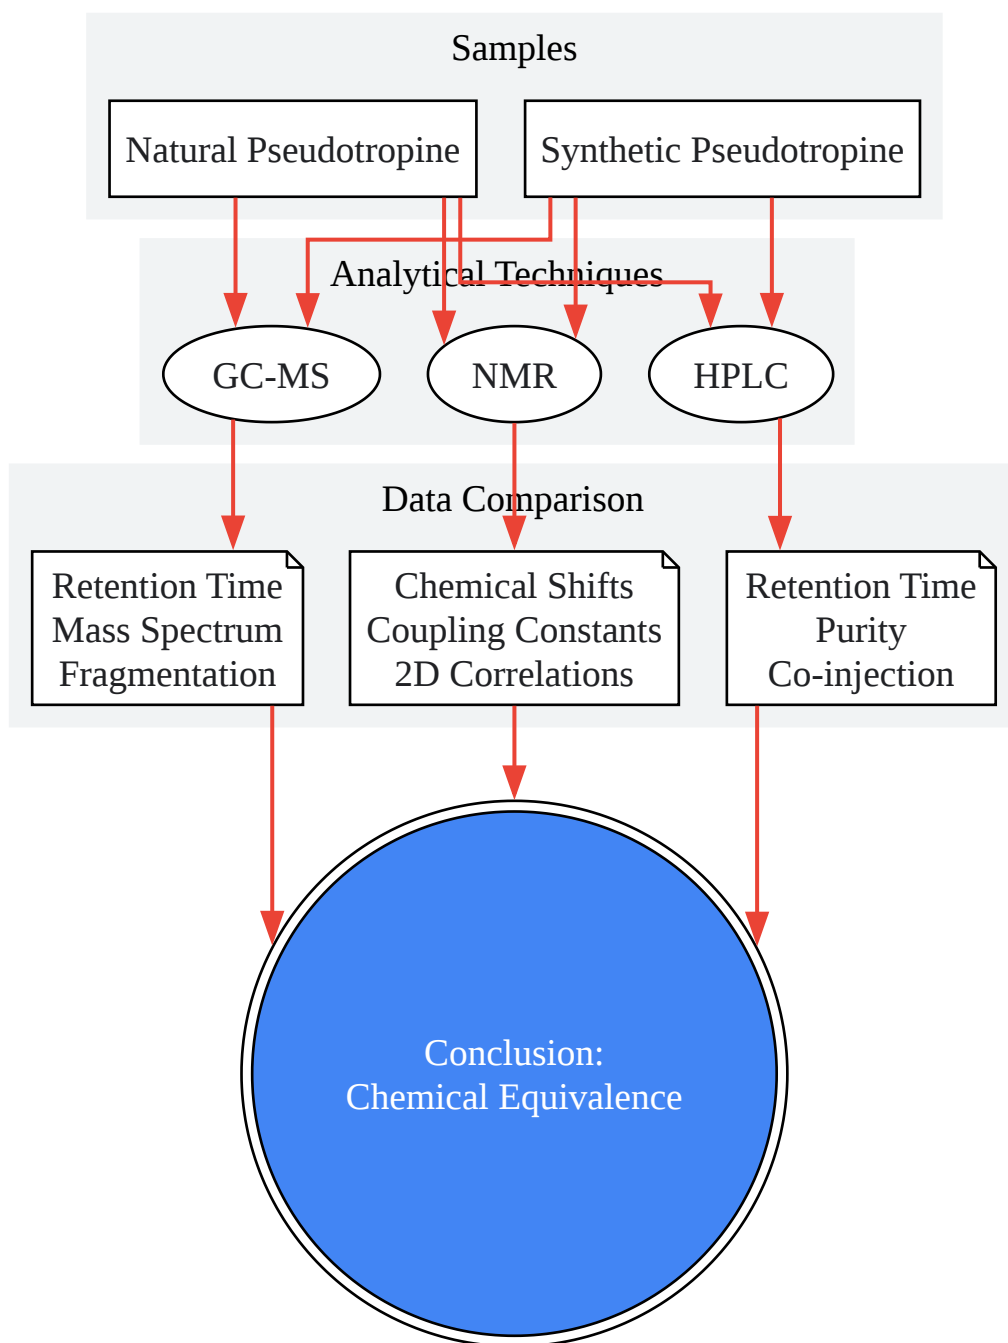 Samples
Natural Pseudotropine
Synthetic Pseudotropine
Analytical Techniques
GC-MS
NMR
HPLC
Data Comparison
Retention Time
Mass Spectrum
Fragmentation
Chemical Shifts
Coupling Constants
2D Correlations
Retention Time
Purity
Co-injection
Conclusion:
Chemical Equivalence